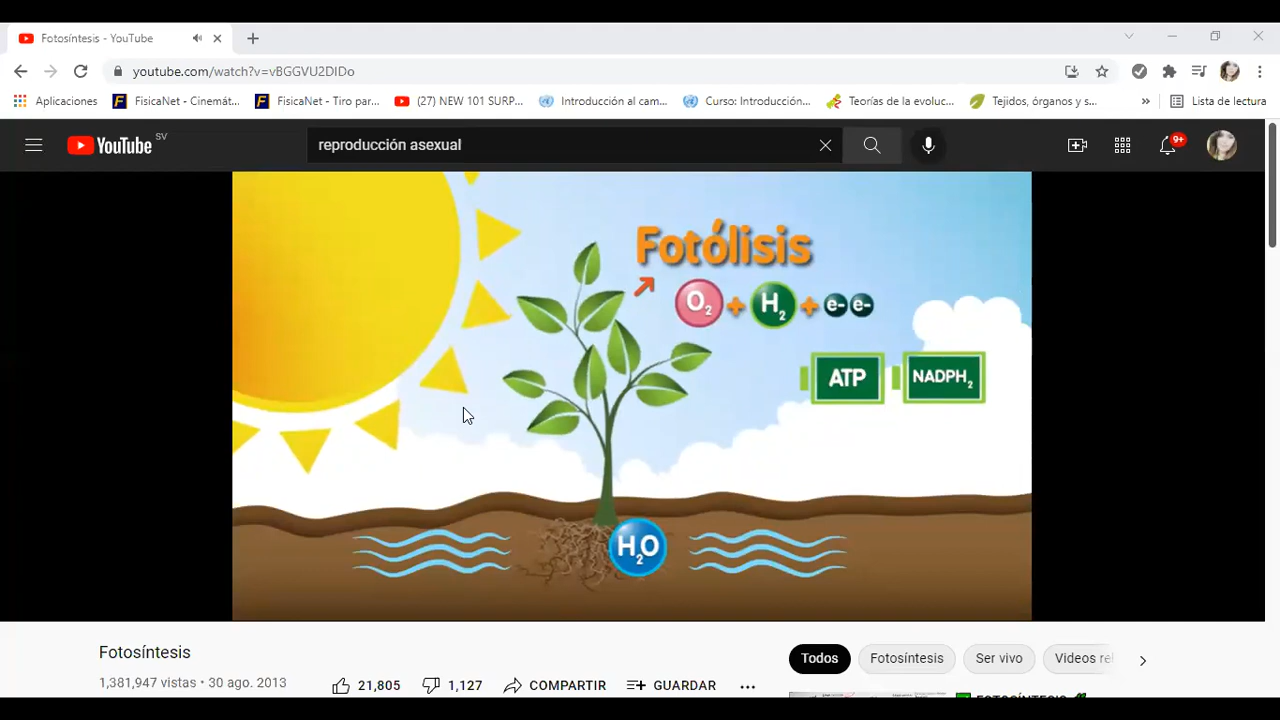 Fotosíntesis - YouTube
youtube.com/watch?v=vBGGVU2DIDo
Aplicaciones
FisicaNet - Cinemát...
FisicaNet - Tiro par...
(27) NEW 101 SURP...
Introducción al cam...
Curso: Introducción...
Teorías de la evoluc...
Tejidos, órganos y s...
»
Lista de lectura
YouTube SV
reproducción asexual
9+
Fotólisis
O2 + H2 + e- e-
ATP NADPH2
H2O
Fotosíntesis
1,381,947 vistas • 30 ago. 2013
21,805
1,127
COMPARTIR
GUARDAR
Todos
Fotosíntesis
Ser vivo
Videos rel
FOTOSÍNTESIS